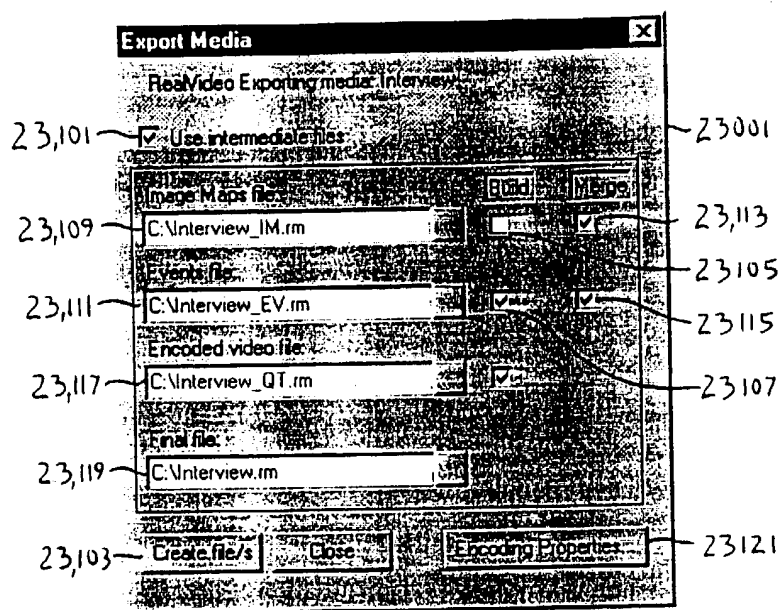 Export Media
RealVideo Exporting media: Interview
23,101
Use intermediate files
23001
Image Maps file:
Build
Merge
23,109
C:\Interview_IM.rm
23,113
23105
Events file:
23,111
C:\Interview_EV.rm
23115
Encoded video file:
23107
23,117
C:\Interview_QT.rm
Final file:
23,119
C:\Interview.rm
23,103
Create file/s
Close
Encoding Properties...
23121